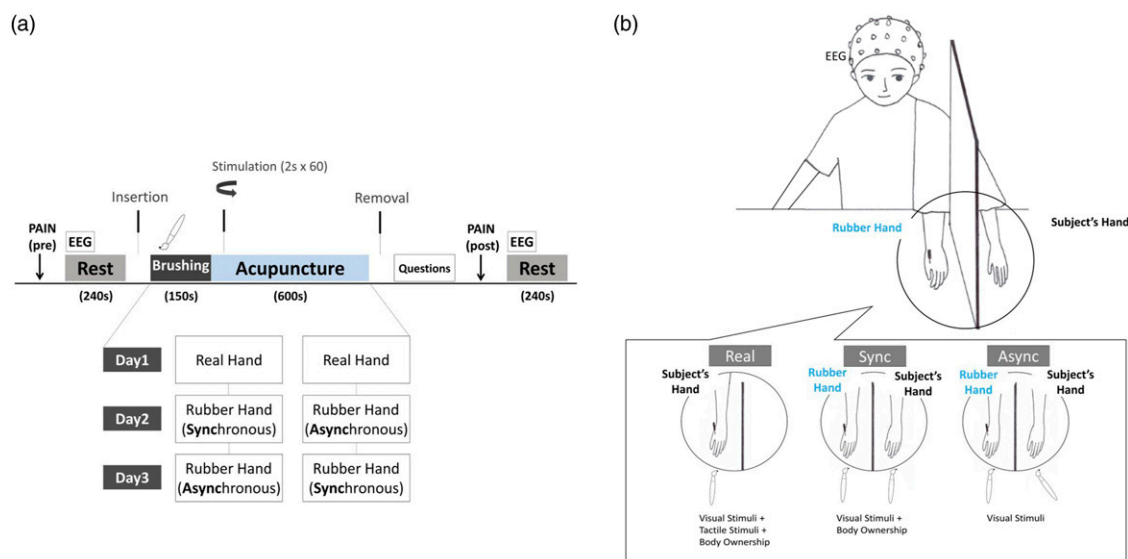 (a)
Stimulation (2s x 60)
Insertion
Removal
PAIN
(pre)
EEG
Rest
(240s)
Brushing
(150s)
Acupuncture
(600s)
Questions
PAIN
(post)
EEG
Rest
(240s)
Day1
Real Hand
Real Hand
Day2
Rubber Hand
(Synchronous)
Rubber Hand
(Asynchronous)
Day3
Rubber Hand
(Asynchronous)
Rubber Hand
(Synchronous)
(b)
EEG
Rubber Hand
Subject's Hand
Real
Subject's
Hand
Visual Stimuli +
Tactile Stimuli +
Body Ownership
Sync
Rubber
Hand
Subject's
Hand
Visual Stimuli +
Body Ownership
Async
Rubber
Hand
Subject's
Hand
Visual Stimuli